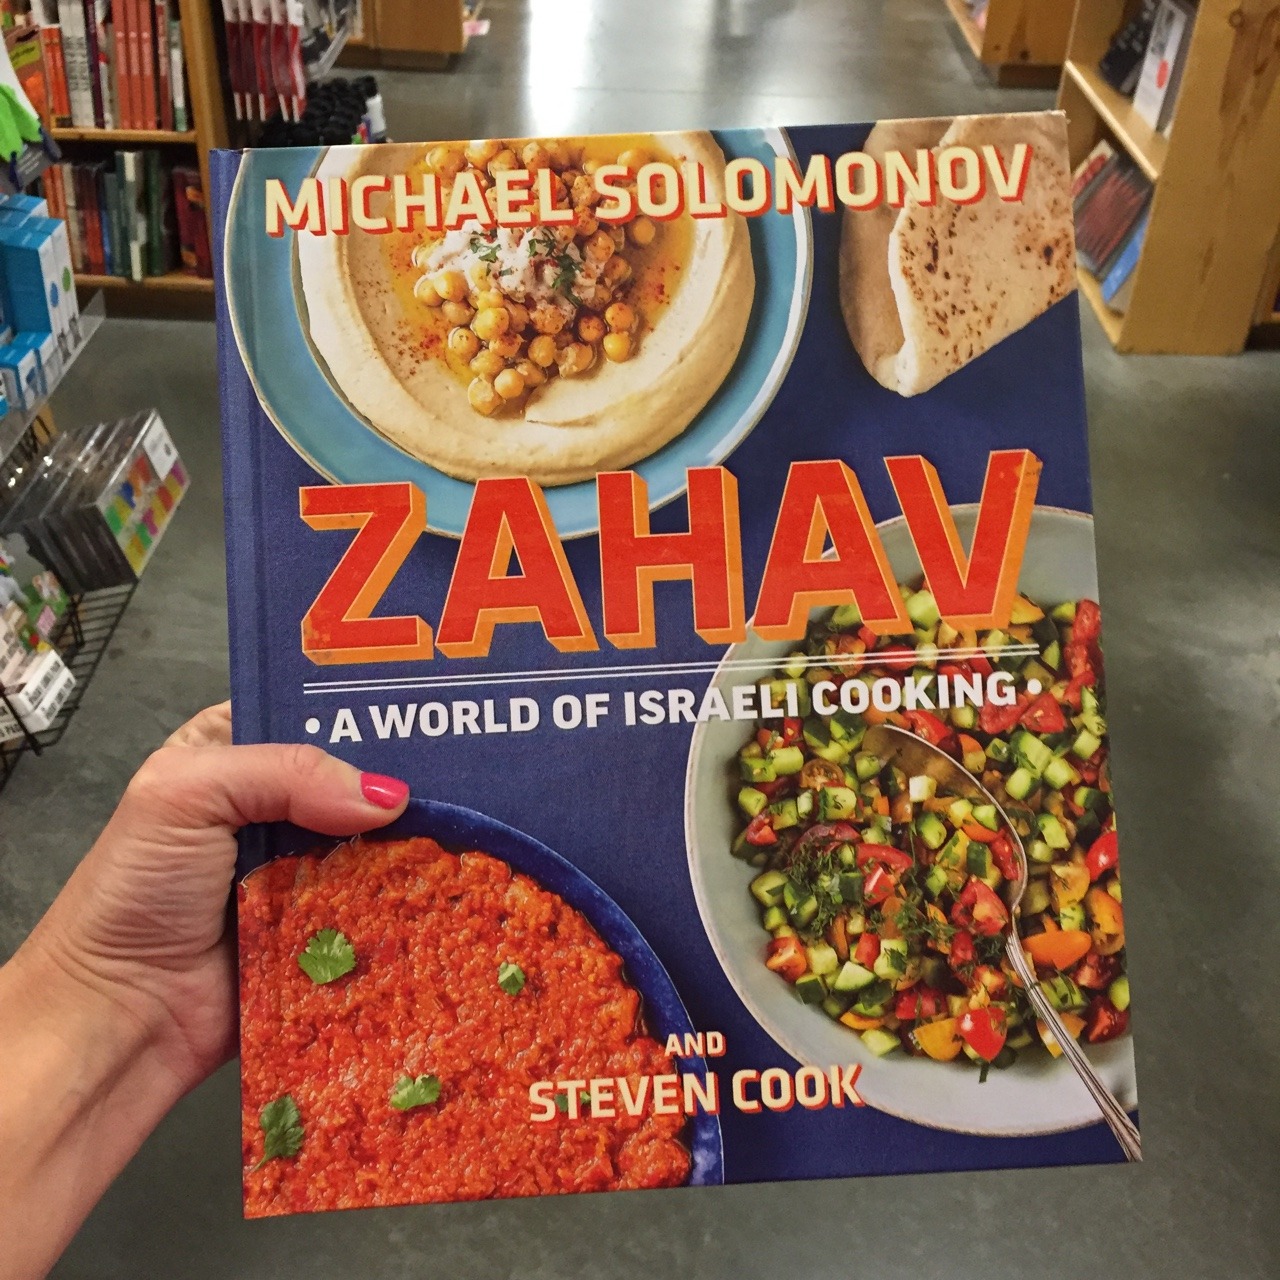 MICHAEL SOLOMONOV
ZAHAV
• A WORLD OF ISRAELI COOKING •
AND
STEVEN COOK